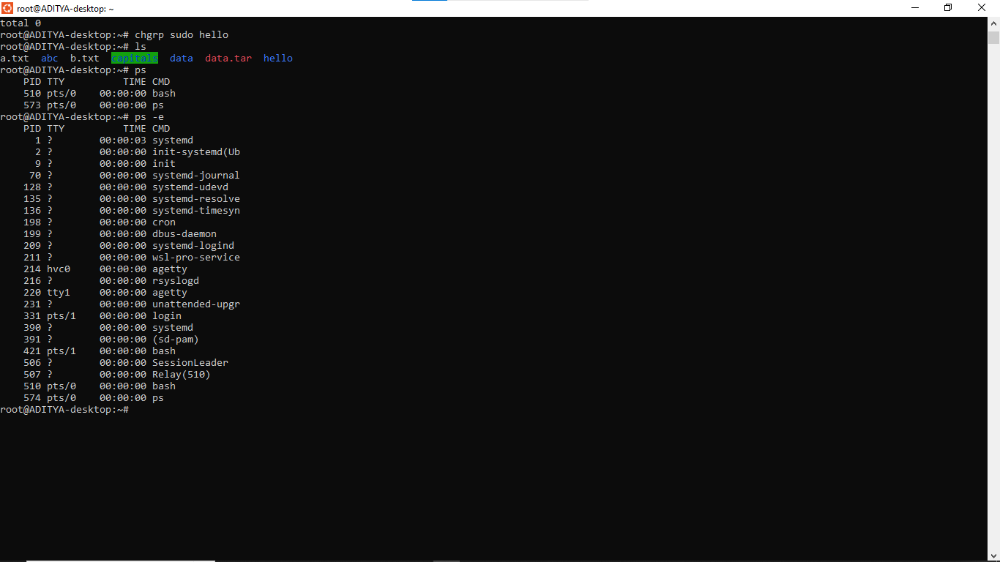 root@ADITYA-desktop: ~
total 0
root@ADITYA-desktop:~# chgrp sudo hello
root@ADITYA-desktop:~# ls
a.txt  abc  b.txt  capitals  data  data.tar  hello
root@ADITYA-desktop:~# ps
    PID TTY          TIME CMD
    510 pts/0    00:00:00 bash
    573 pts/0    00:00:00 ps
root@ADITYA-desktop:~# ps -e
    PID TTY          TIME CMD
      1 ?        00:00:03 systemd
      2 ?        00:00:00 init-systemd(Ub
      9 ?        00:00:00 init
     70 ?        00:00:00 systemd-journal
    128 ?        00:00:00 systemd-udevd
    135 ?        00:00:00 systemd-resolve
    136 ?        00:00:00 systemd-timesyn
    198 ?        00:00:00 cron
    199 ?        00:00:00 dbus-daemon
    209 ?        00:00:00 systemd-logind
    211 ?        00:00:00 wsl-pro-service
    214 hvc0     00:00:00 agetty
    216 ?        00:00:00 rsyslogd
    220 tty1     00:00:00 agetty
    231 ?        00:00:00 unattended-upgr
    331 pts/1    00:00:00 login
    390 ?        00:00:00 systemd
    391 ?        00:00:00 (sd-pam)
    421 pts/1    00:00:00 bash
    506 ?        00:00:00 SessionLeader
    507 ?        00:00:00 Relay(510)
    510 pts/0    00:00:00 bash
    574 pts/0    00:00:00 ps
root@ADITYA-desktop:~#